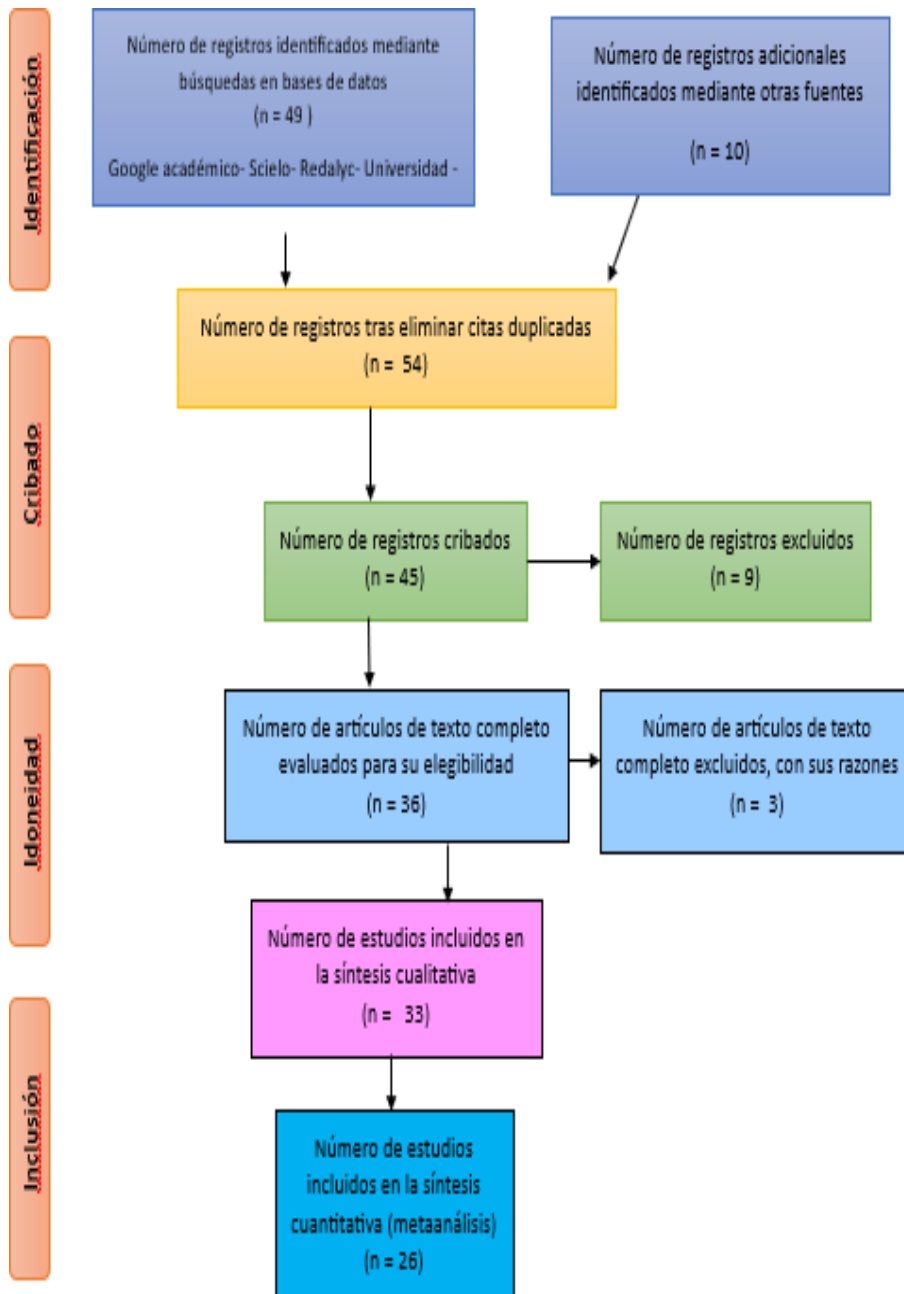 Identificación
Número de registros identificados mediante
búsquedas en bases de datos
(n = 49 )
Google académico- Scielo- Redalyc- Universidad -
Número de registros adicionales
identificados mediante otras fuentes
(n = 10)
Número de registros tras eliminar citas duplicadas
(n = 54)
Cribado
Número de registros cribados
(n = 45)
Número de registros excluidos
(n = 9)
Idoneidad
Número de artículos de texto completo
evaluados para su elegibilidad
(n = 36)
Número de artículos de texto
completo excluidos, con sus razones
(n = 3)
Número de estudios incluidos en
la síntesis cualitativa
(n = 33)
Inclusión
Número de estudios
incluidos en la síntesis
cuantitativa (metaanálisis)
(n = 26)